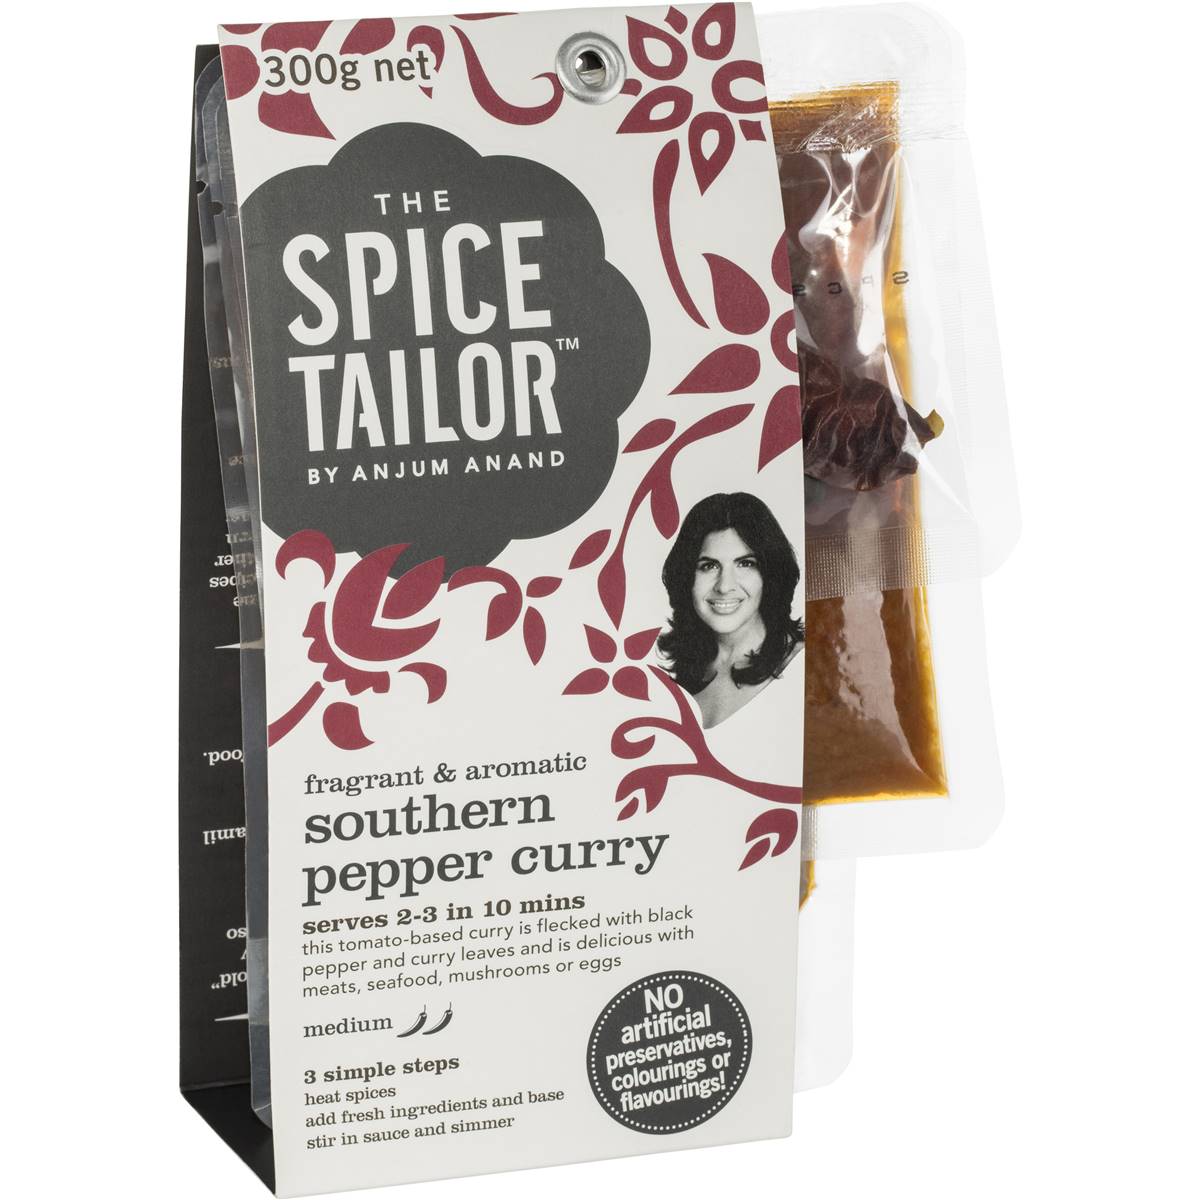 300g net
THE
SPICE
TAILOR™
BY ANJUM ANAND
fragrant & aromatic
southern
pepper curry
serves 2-3 in 10 mins
this tomato-based curry is flecked with black
pepper and curry leaves and is delicious with
meats, seafood, mushrooms or eggs
medium
3 simple steps
heat spices
add fresh ingredients and base
stir in sauce and simmer
NO
artificial
preservatives,
colourings or
flavourings!